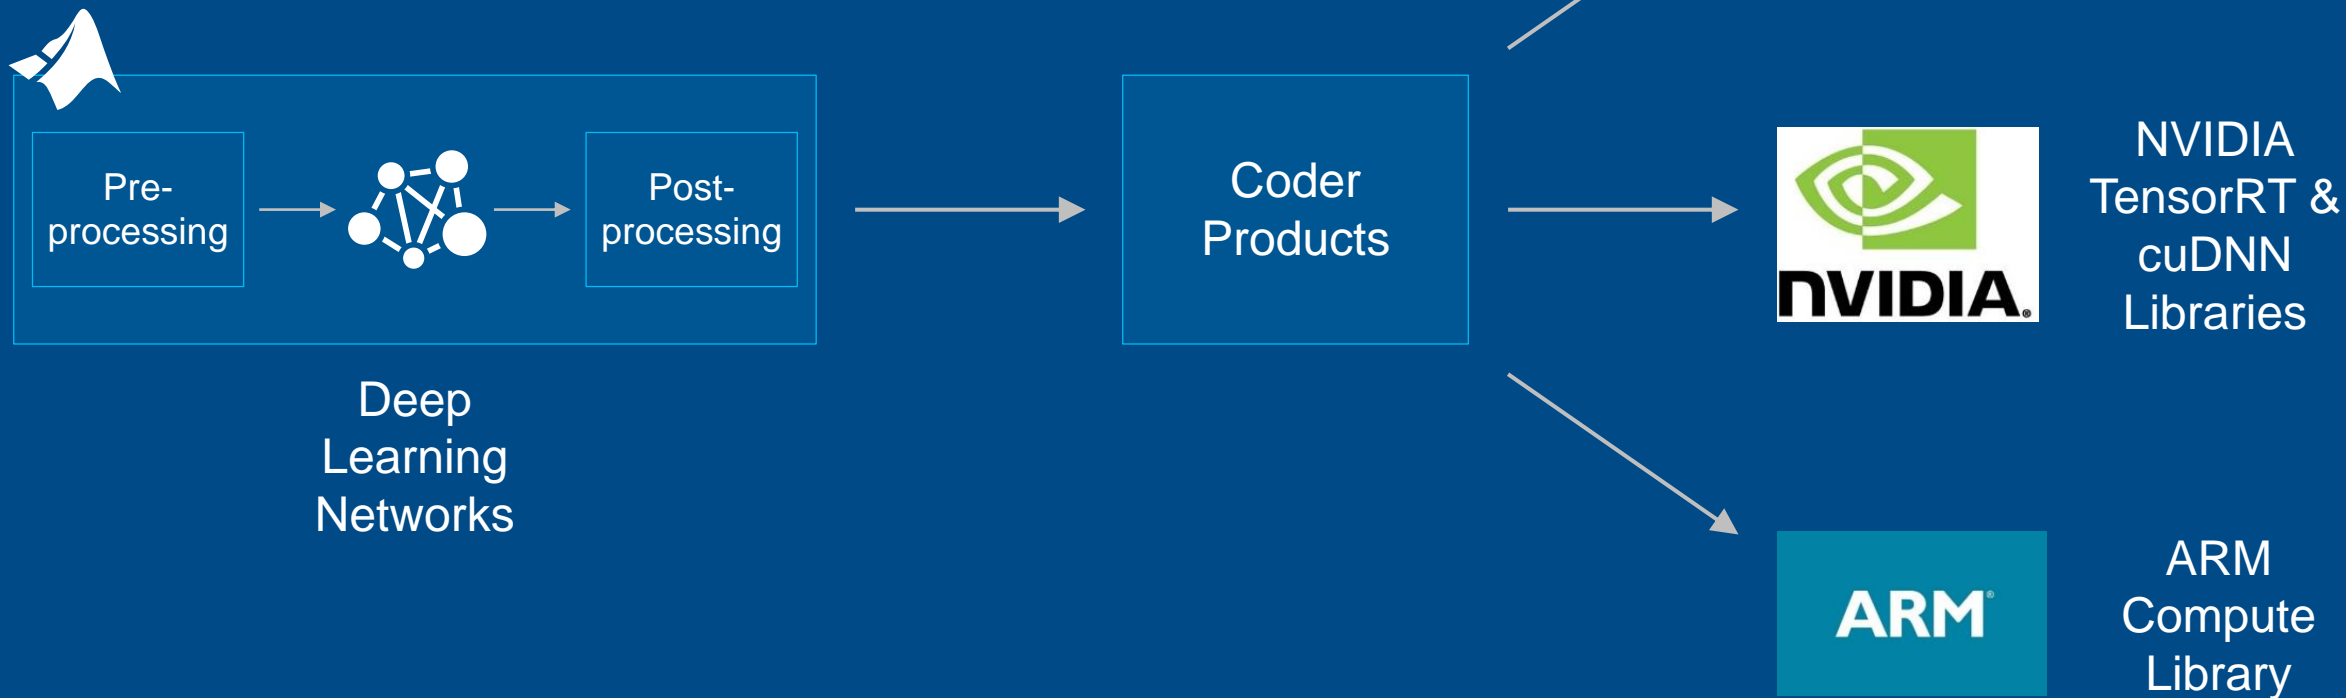 Pre-
processing
Post-
processing
Deep
Learning
Networks
Coder
Products
NVIDIA®
NVIDIA
TensorRT &
cuDNN
Libraries
ARM®
ARM
Compute
Library